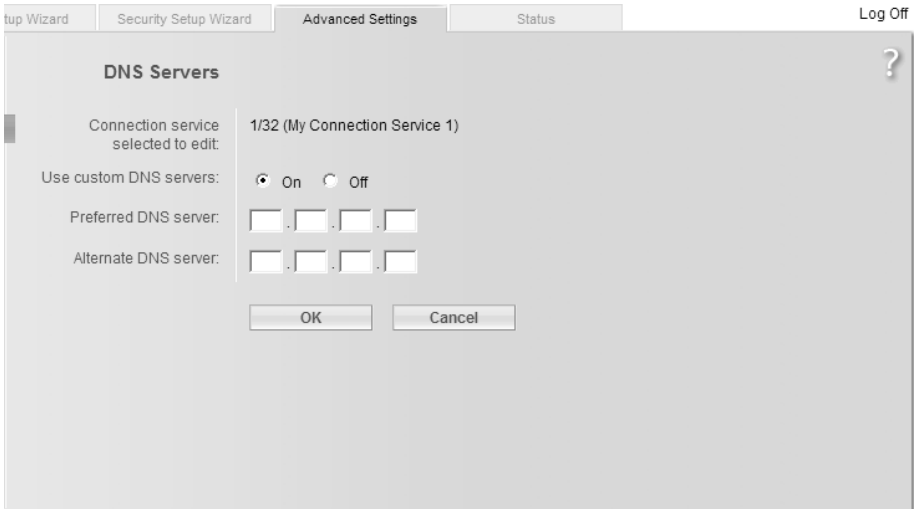 tup Wizard
Security Setup Wizard
Advanced Settings
Status
Log Off
?
DNS Servers
Connection service
selected to edit:
1/32 (My Connection Service 1)
Use custom DNS servers:
On
Off
Preferred DNS server:
. . .
Alternate DNS server:
. . .
OK
Cancel